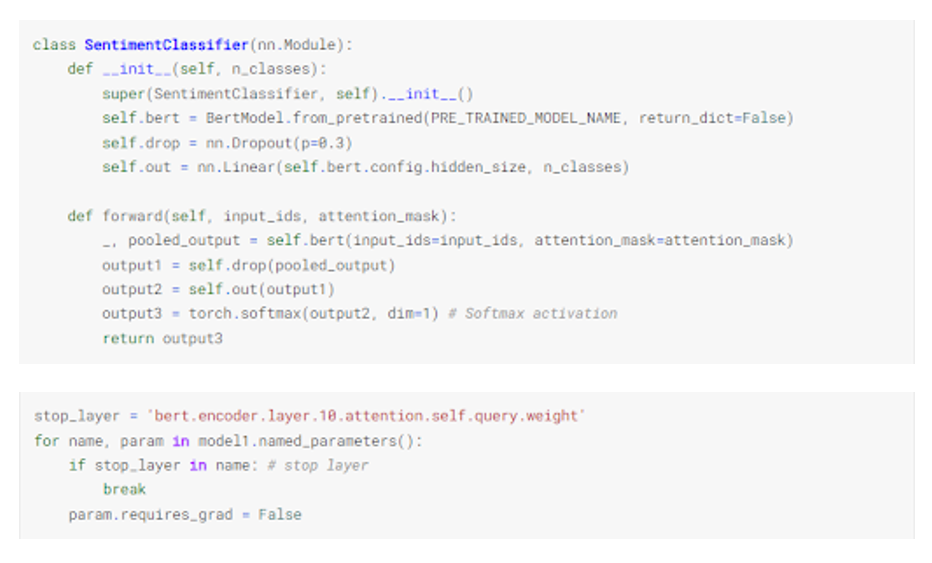 class SentimentClassifier(nn.Module):
    def __init__(self, n_classes):
        super(SentimentClassifier, self).__init__()
        self.bert = BertModel.from_pretrained(PRE_TRAINED_MODEL_NAME, return_dict=False)
        self.drop = nn.Dropout(p=0.3)
        self.out = nn.Linear(self.bert.config.hidden_size, n_classes)
    def forward(self, input_ids, attention_mask):
        _, pooled_output = self.bert(input_ids=input_ids, attention_mask=attention_mask)
        output1 = self.drop(pooled_output)
        output2 = self.out(output1)
        output3 = torch.softmax(output2, dim=1) # Softmax activation
        return output3
stop_layer = 'bert.encoder.layer.10.attention.self.query.weight'
for name, param in model1.named_parameters():
    if stop_layer in name: # stop layer
        break
    param.requires_grad = False